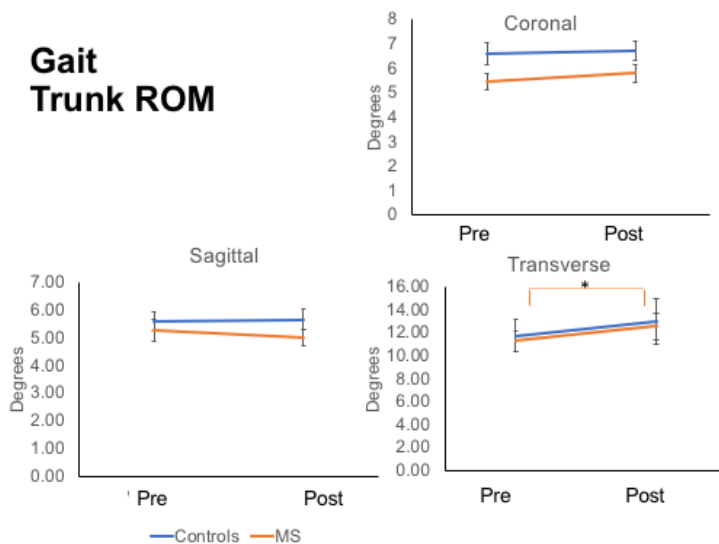 Gait
Trunk ROM
Coronal
8
7
6
5
4
3
2
1
0
Degrees
Pre Post
Sagittal
7.00
6.00
5.00
4.00
3.00
2.00
1.00
0.00
Degrees
' Pre Post
Transverse
*
16.00
14.00
12.00
10.00
8.00
6.00
4.00
2.00
0.00
Degrees
Pre Post
Controls MS